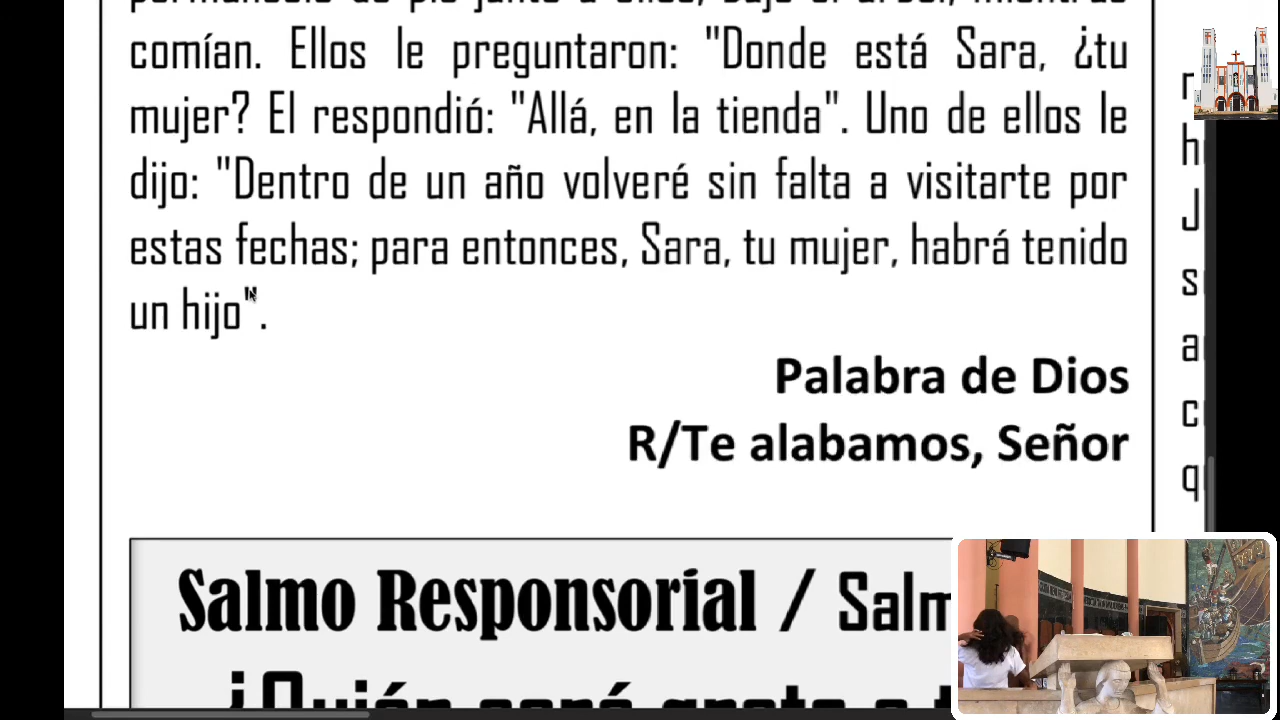 comían. Ellos le preguntaron: "Donde está Sara, ¿tu
mujer? El respondió: "Allá, en la tienda". Uno de ellos le
dijo: "Dentro de un año volveré sin falta a visitarte por
estas fechas; para entonces, Sara, tu mujer, habrá tenido
un hijo".
Palabra de Dios
R/Te alabamos, Señor
Salmo Responsorial / Salm